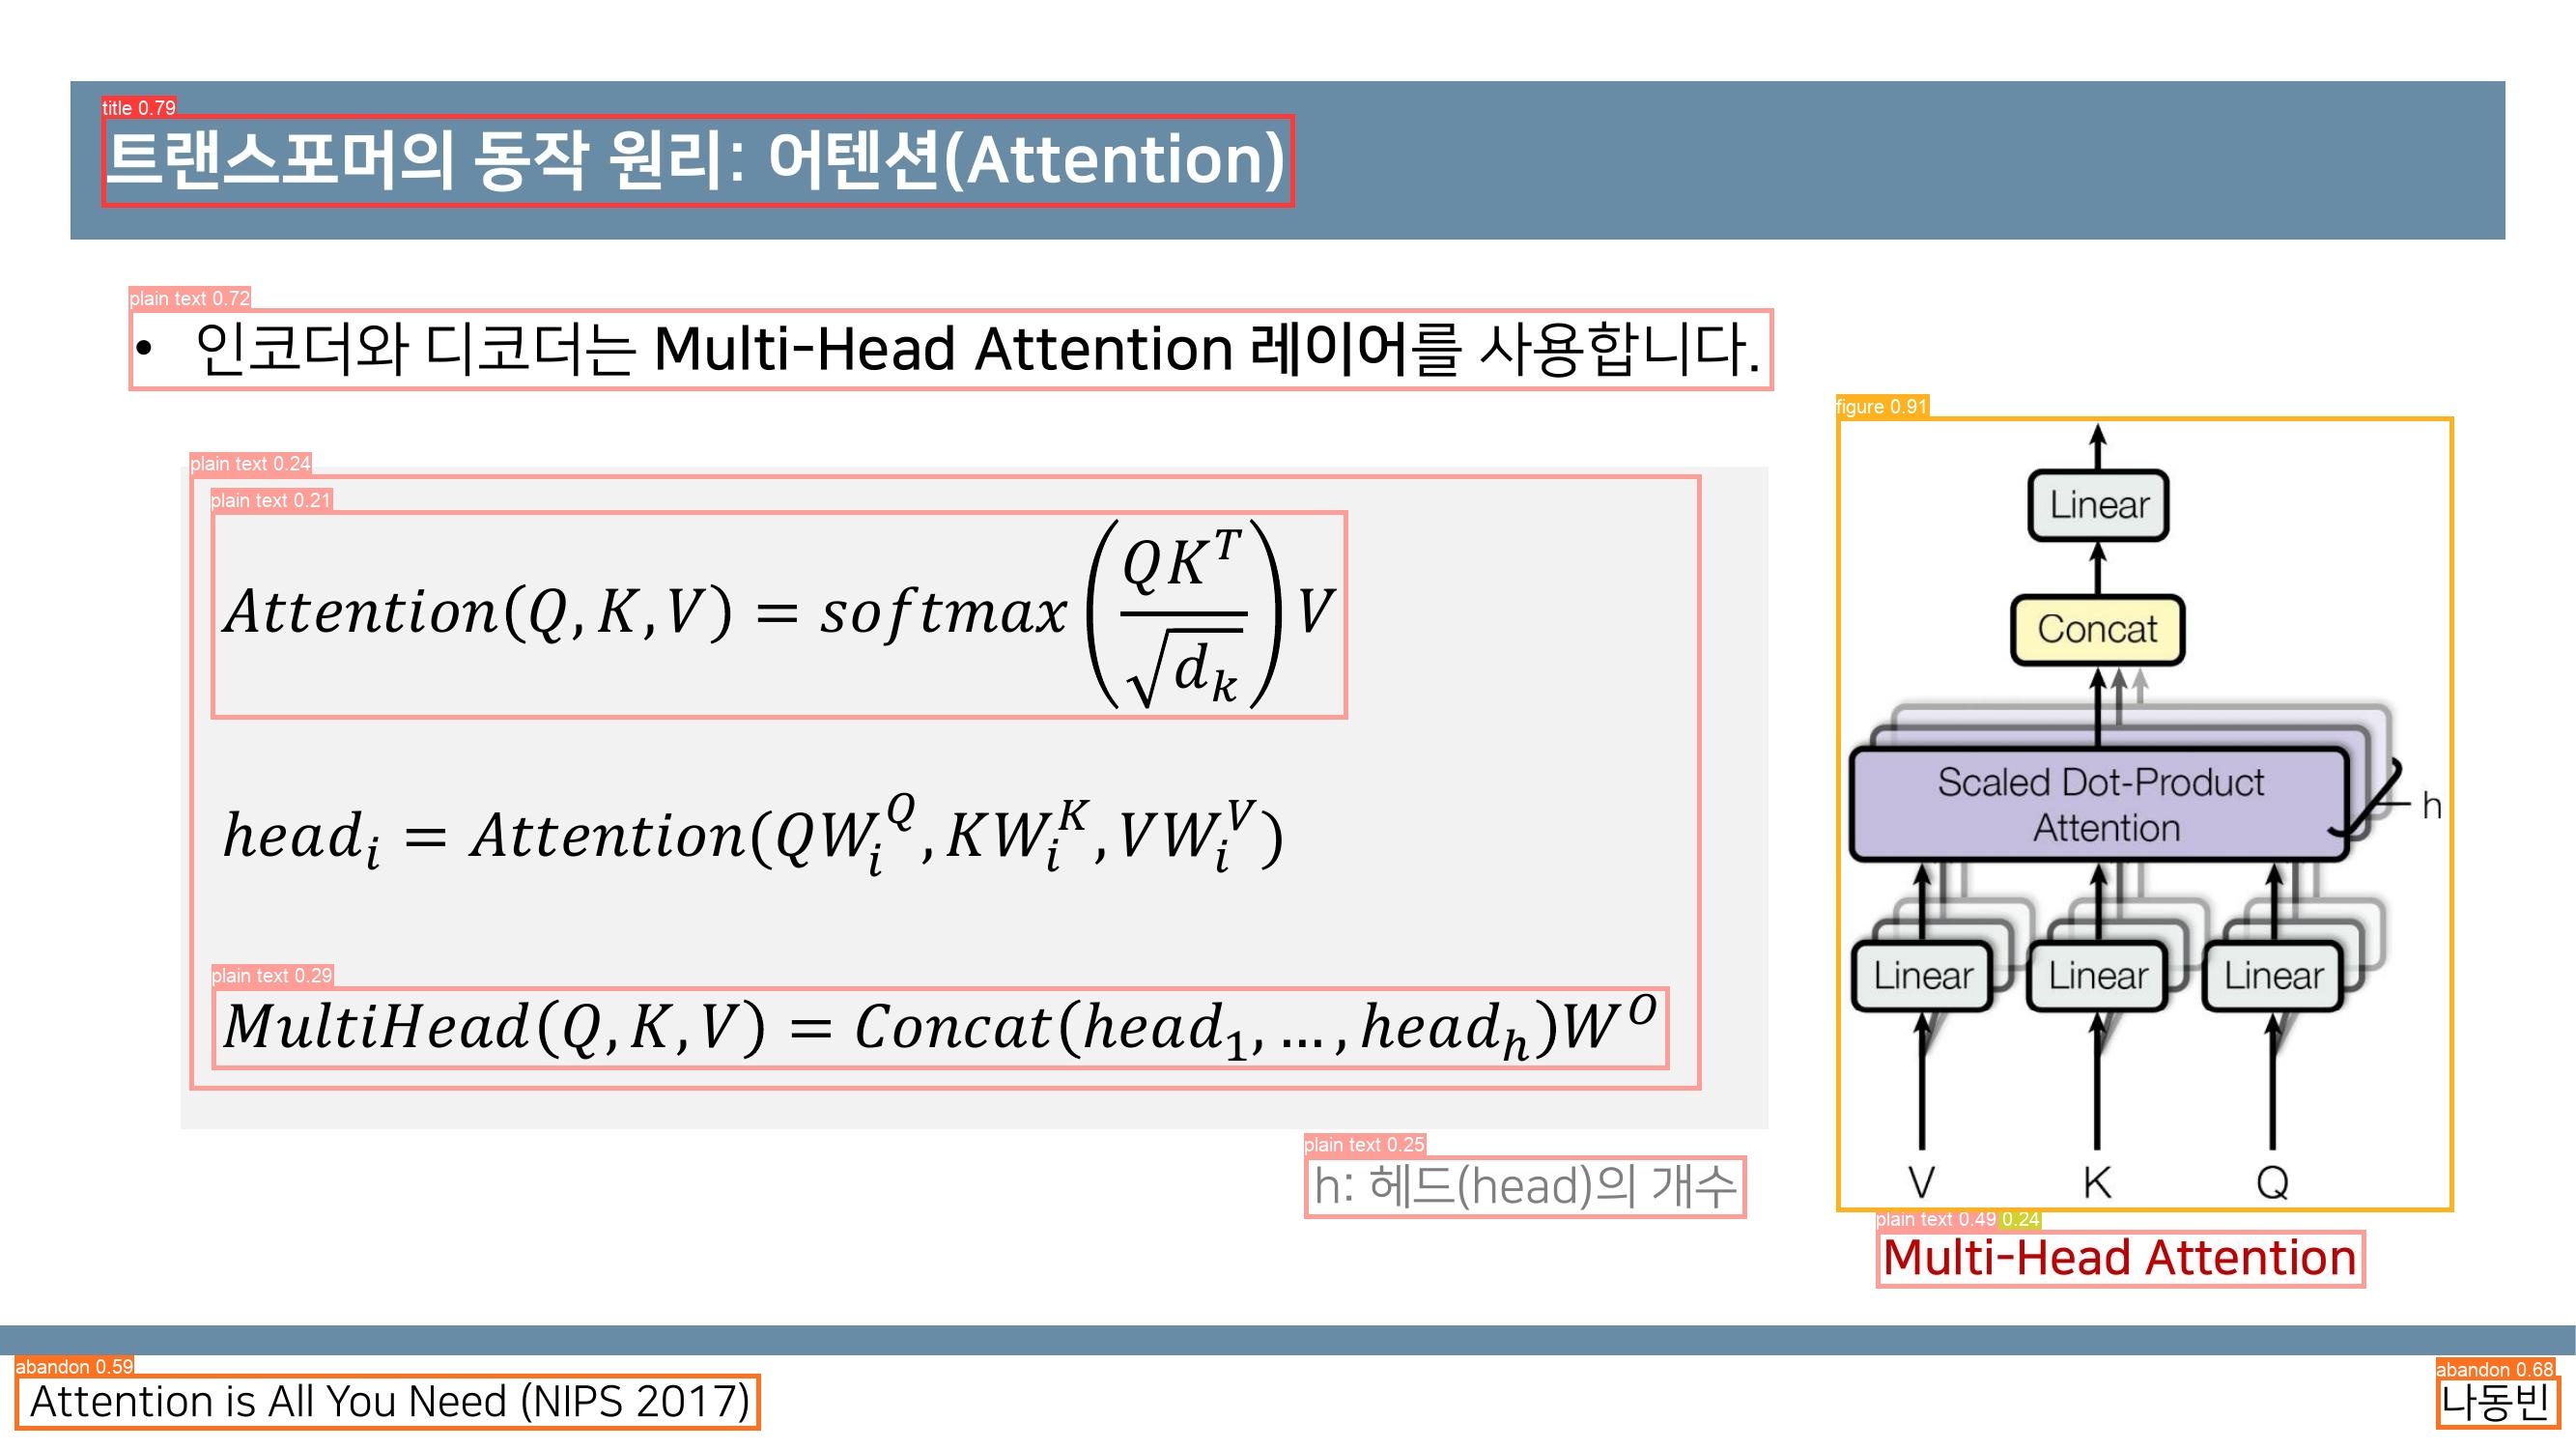 title 0.79
트랜스포머의 동작 원리: 어텐션(Attention)
plain text 0.72
• 인코더와 디코더는 Multi-Head Attention 레이어를 사용합니다.
plain text 0.24
plain text 0.21
Attention(Q, K, V) = softmax(QK^T / √d_k) V
head_i = Attention(QW_i^Q, KW_i^K, VW_i^V)
plain text 0.29
MultiHead(Q, K, V) = Concat(head_1, ... , head_h)W^O
plain text 0.25
h: 헤드(head)의 개수
figure 0.91
Linear
Concat
Scaled Dot-Product
Attention
h
Linear Linear Linear
V K Q
plain text 0.49 0.24
Multi-Head Attention
abandon 0.59
Attention is All You Need (NIPS 2017)
abandon 0.68
나동빈